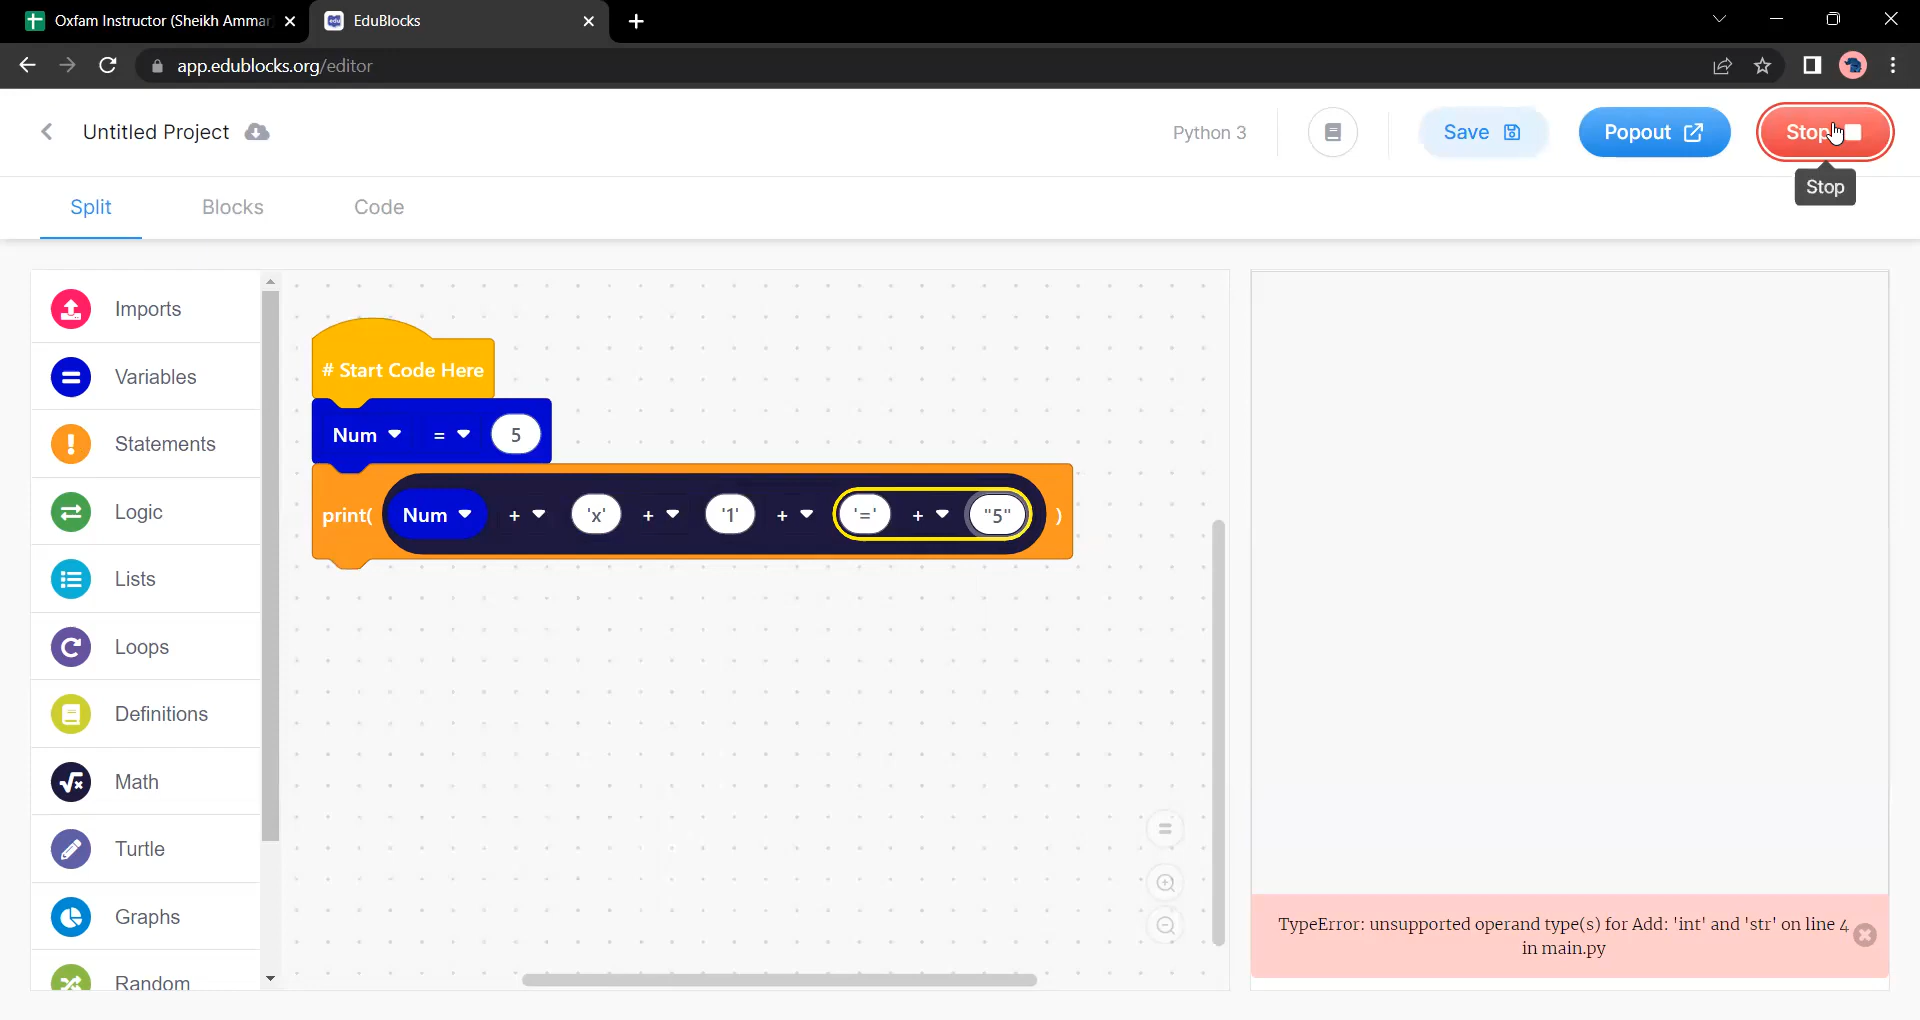 Oxfam Instructor (Sheikh Ammar
EduBlocks
app.edublocks.org/editor
Untitled Project
Python 3
Save
Popout
Stop
Stop
Split
Blocks
Code
Imports
Variables
Statements
Logic
Lists
Loops
Definitions
Math
Turtle
Graphs
Random
# Start Code Here
Num = 5
print( Num + 'x' + '1' + '=' + "5" )
TypeError: unsupported operand type(s) for Add: 'int' and 'str' on line 4
in main.py